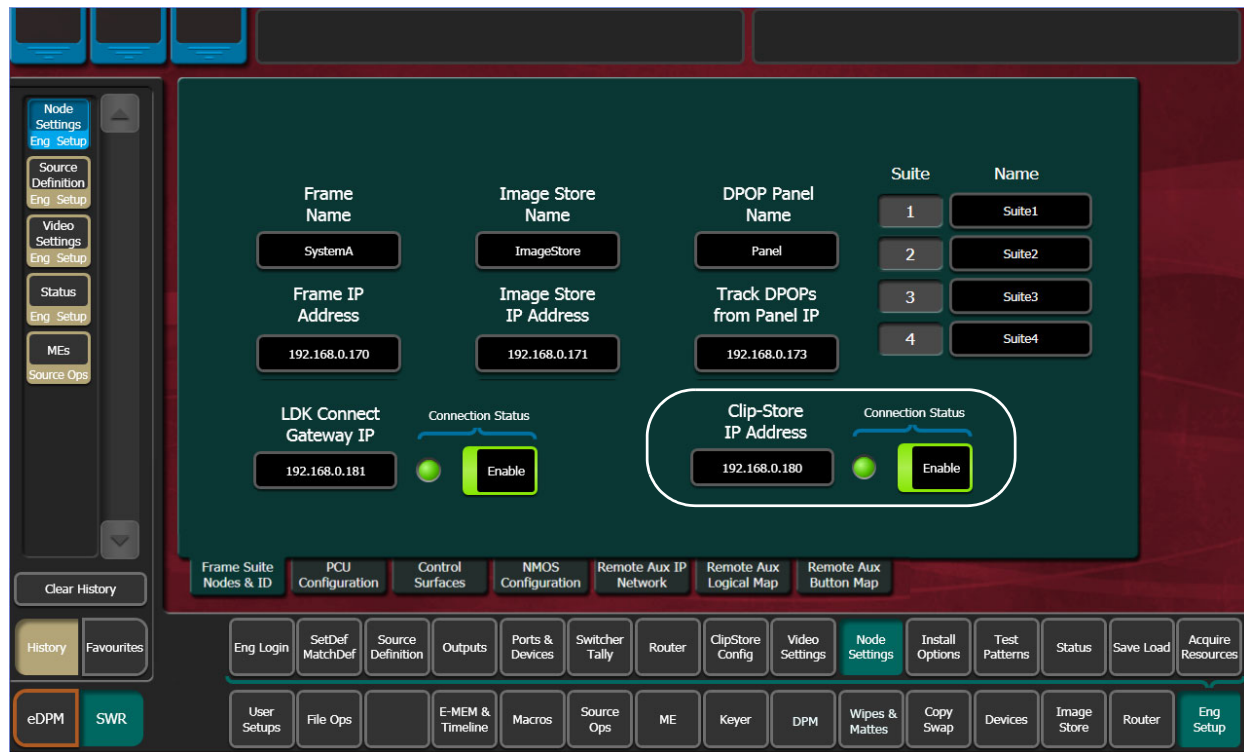 Node
Settings
Eng Setup
Source
Definition
Eng Setup
Video
Settings
Eng Setup
Status
Eng Setup
MEs
Source Ops
Clear History
History
Favourites
eDPM
SWR
Frame
Name
SystemA
Image Store
Name
ImageStore
DPOP Panel
Name
Panel
Suite
Name
1
Suite1
2
Suite2
3
Suite3
4
Suite4
Frame IP
Address
192.168.0.170
Image Store
IP Address
192.168.0.171
Track DPOPs
from Panel IP
192.168.0.173
LDK Connect
Gateway IP
192.168.0.181
Connection Status
Enable
Clip-Store
IP Address
192.168.0.180
Connection Status
Enable
Frame Suite
Nodes & ID
PCU
Configuration
Control
Surfaces
NMOS
Configuration
Remote Aux IP
Network
Remote Aux
Logical Map
Remote Aux
Button Map
Eng Login
SetDef
MatchDef
Source
Definition
Outputs
Ports &
Devices
Switcher
Tally
Router
ClipStore
Config
Video
Settings
Node
Settings
Install
Options
Test
Patterns
Status
Save Load
Acquire
Resources
User
Setups
File Ops
E-MEM &
Timeline
Macros
Source
Ops
ME
Keyer
DPM
Wipes &
Mattes
Copy
Swap
Devices
Image
Store
Router
Eng
Setup